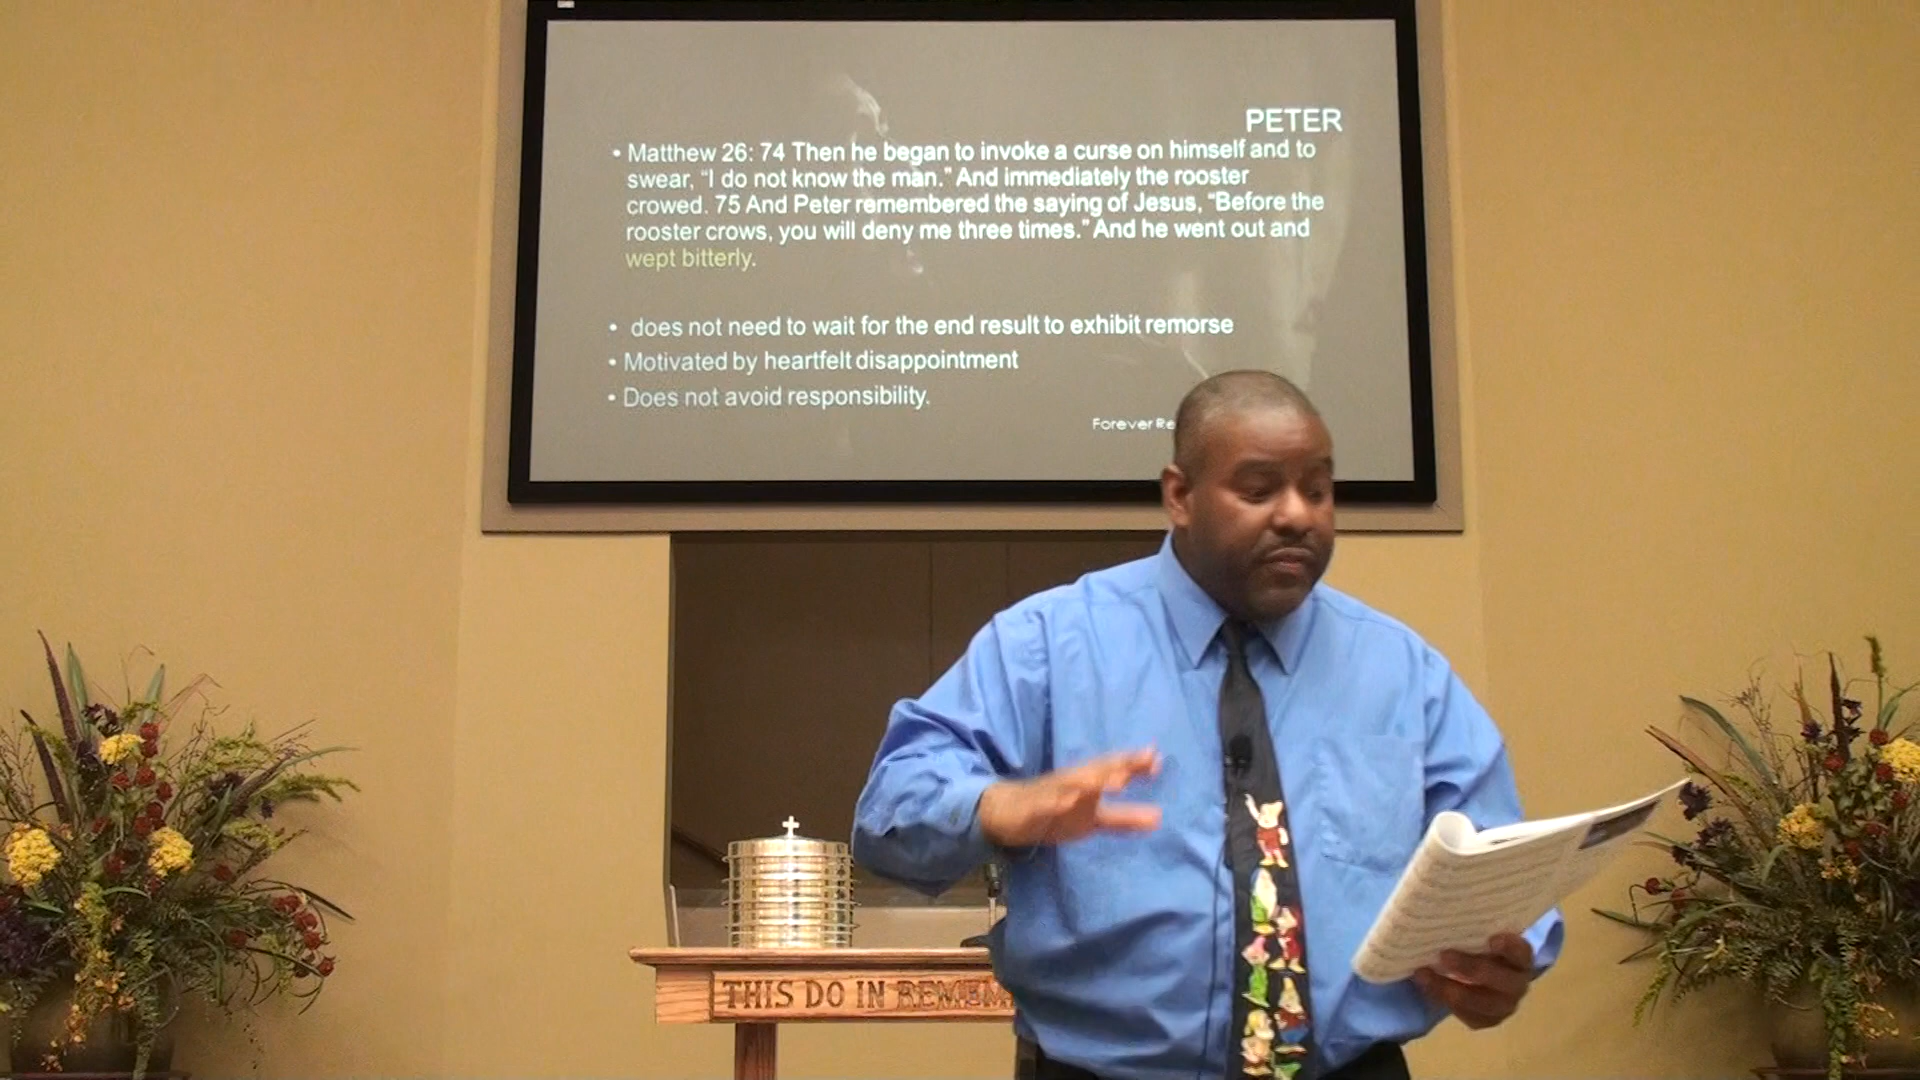 PETER
• Matthew 26: 74 Then he began to invoke a curse on himself and to
swear, “I do not know the man.” And immediately the rooster
crowed. 75 And Peter remembered the saying of Jesus, “Before the
rooster crows, you will deny me three times.” And he went out and
wept bitterly.
• does not need to wait for the end result to exhibit remorse
• Motivated by heartfelt disappointment
• Does not avoid responsibility.
Forever Re
THIS DO IN REMEM